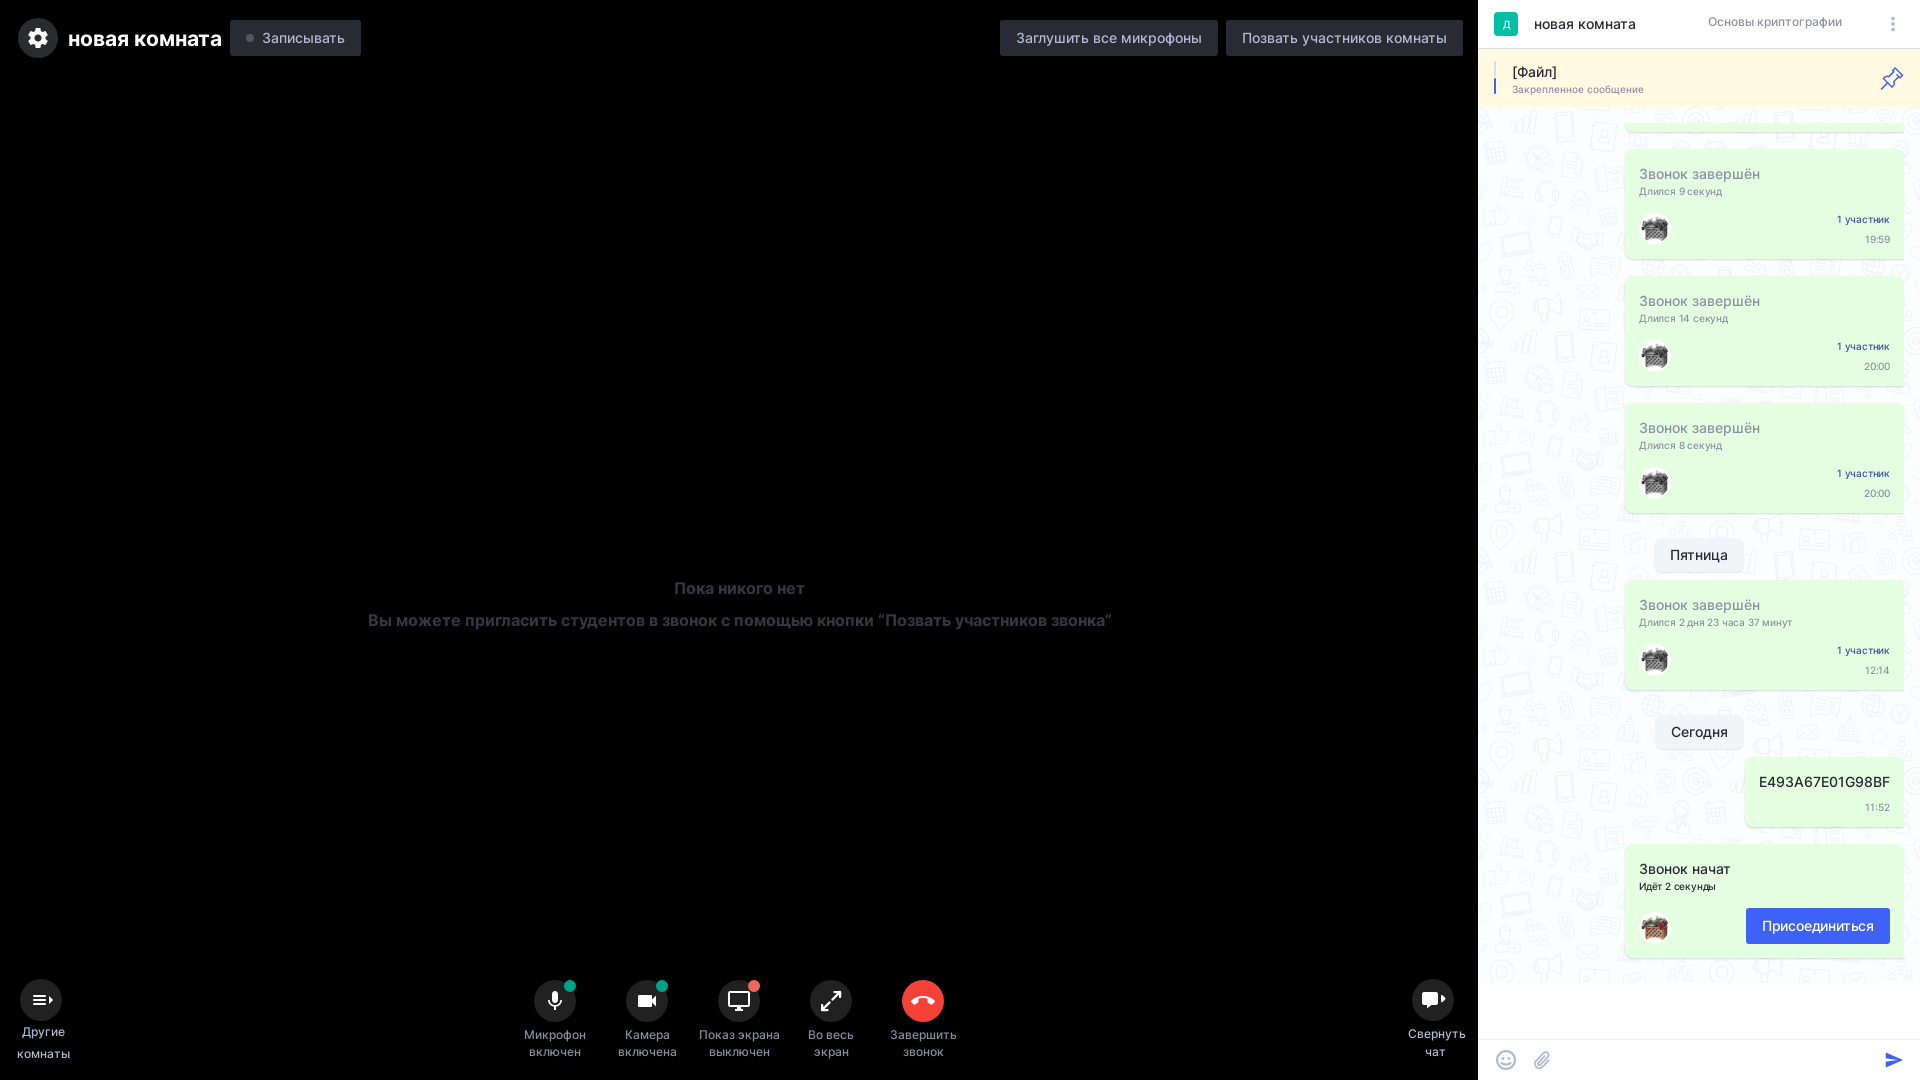 новая комната
Записывать
Заглушить все микрофоны
Позвать участников комнаты
Пока никого нет
Вы можете пригласить студентов в звонок с помощью кнопки “Позвать участников звонка”
Другие
комнаты
Микрофон
включен
Камера
включена
Показ экрана
выключен
Во весь
экран
Завершить
звонок
Свернуть
чат
Д
новая комната
Основы криптографии
[Файл]
Закрепленное сообщение
Звонок завершён
Длился 9 секунд
1 участник
19:59
Звонок завершён
Длился 14 секунд
1 участник
20:00
Звонок завершён
Длился 8 секунд
1 участник
20:00
Пятница
Звонок завершён
Длился 2 дня 23 часа 37 минут
1 участник
12:14
Сегодня
E493A67E01G98BF
11:52
Звонок начат
Идёт 2 секунды
Присоединиться